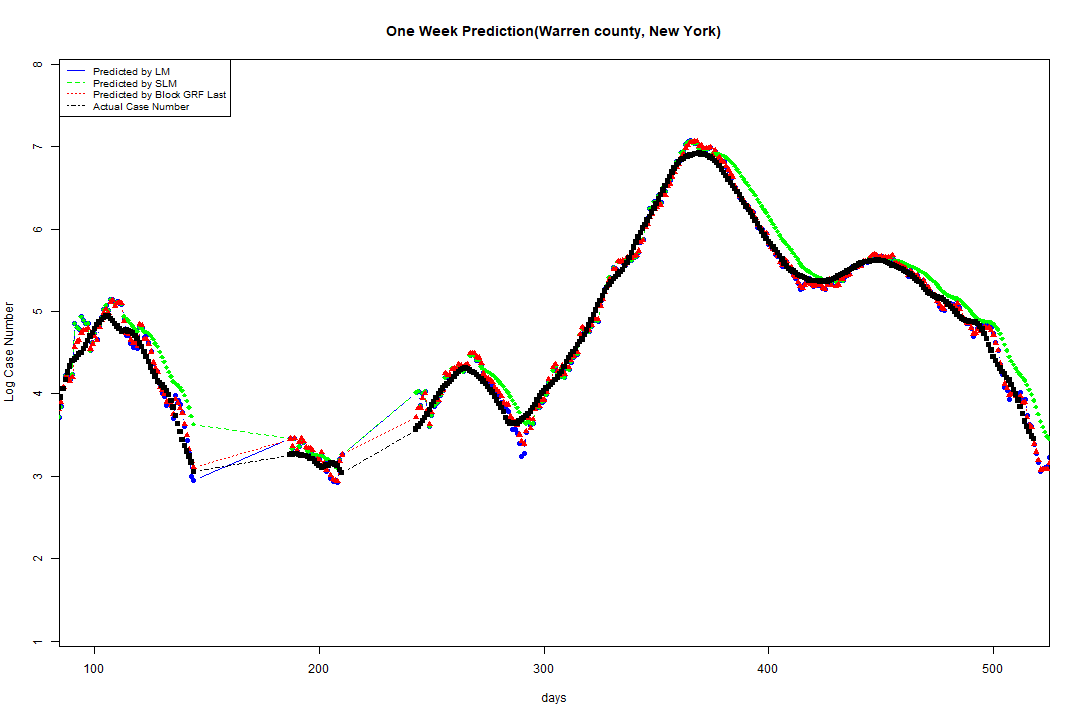 One Week Prediction(Warren county, New York)
Predicted by LM
Predicted by SLM
Predicted by Block GRF Last
Actual Case Number
Log Case Number
8
7
6
5
4
3
2
1
100 200 300 400 500
days